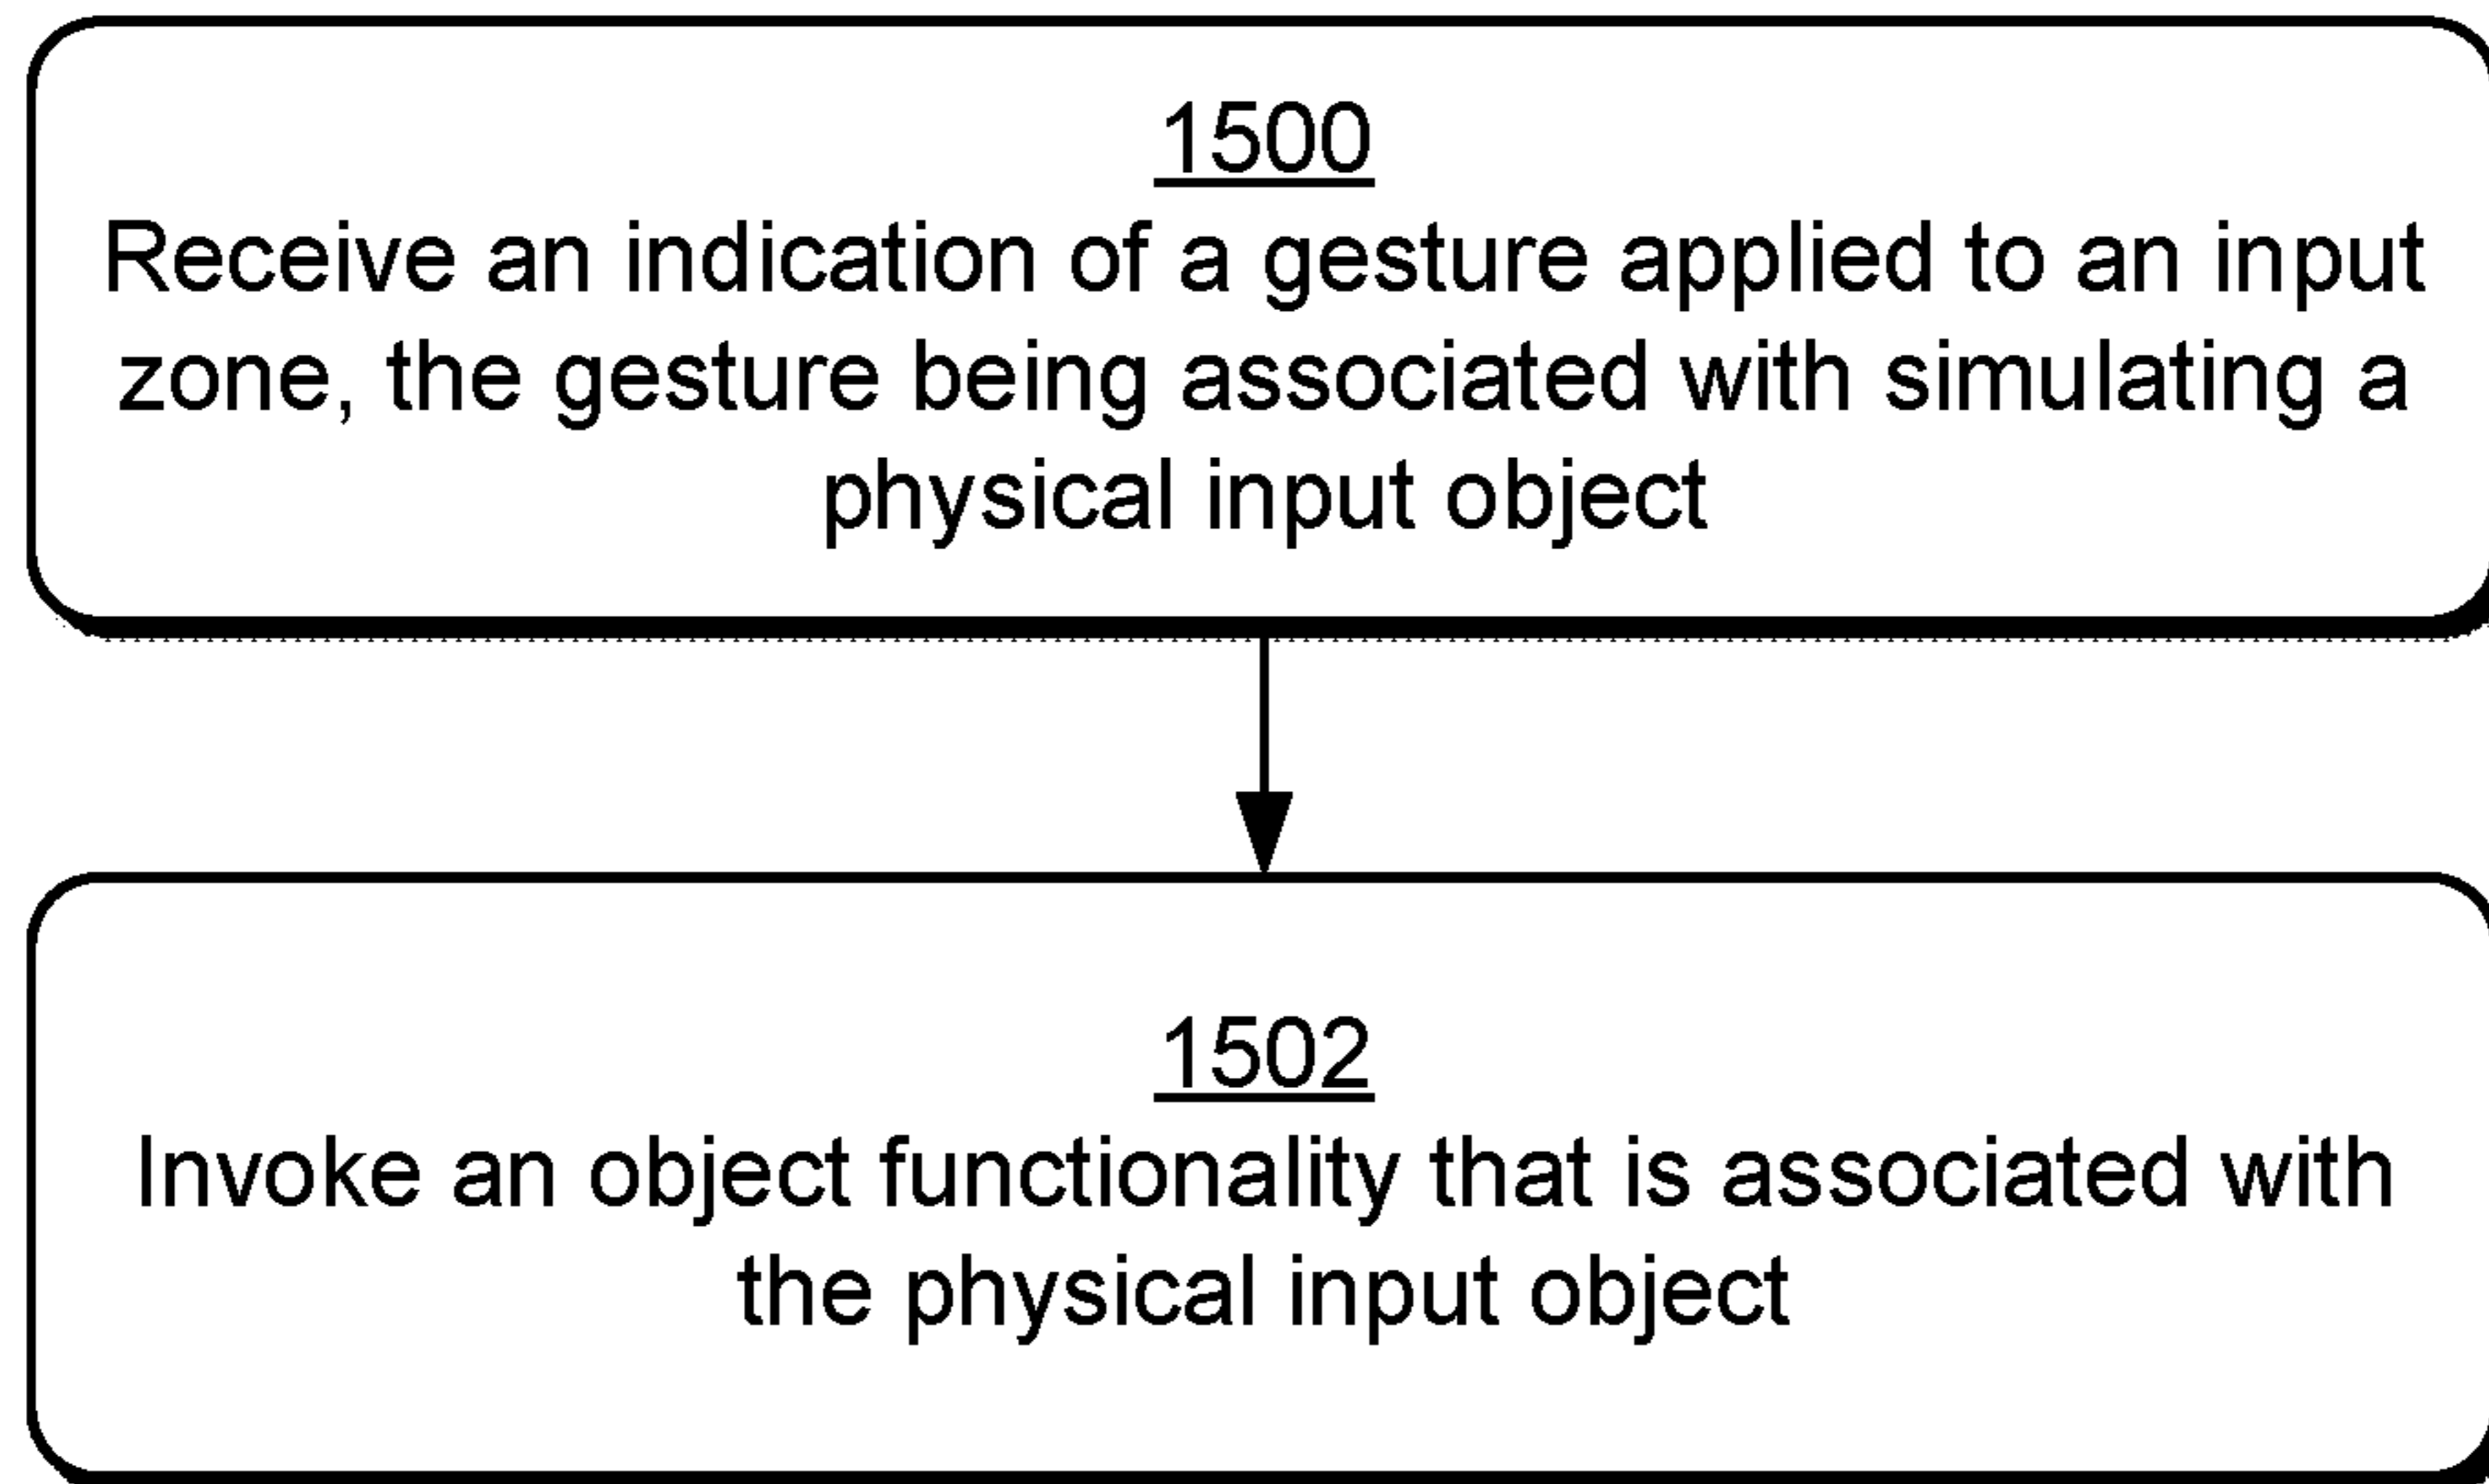 1500
Receive an indication of a gesture applied to an input
zone, the gesture being associated with simulating a
physical input object
1502
Invoke an object functionality that is associated with
the physical input object